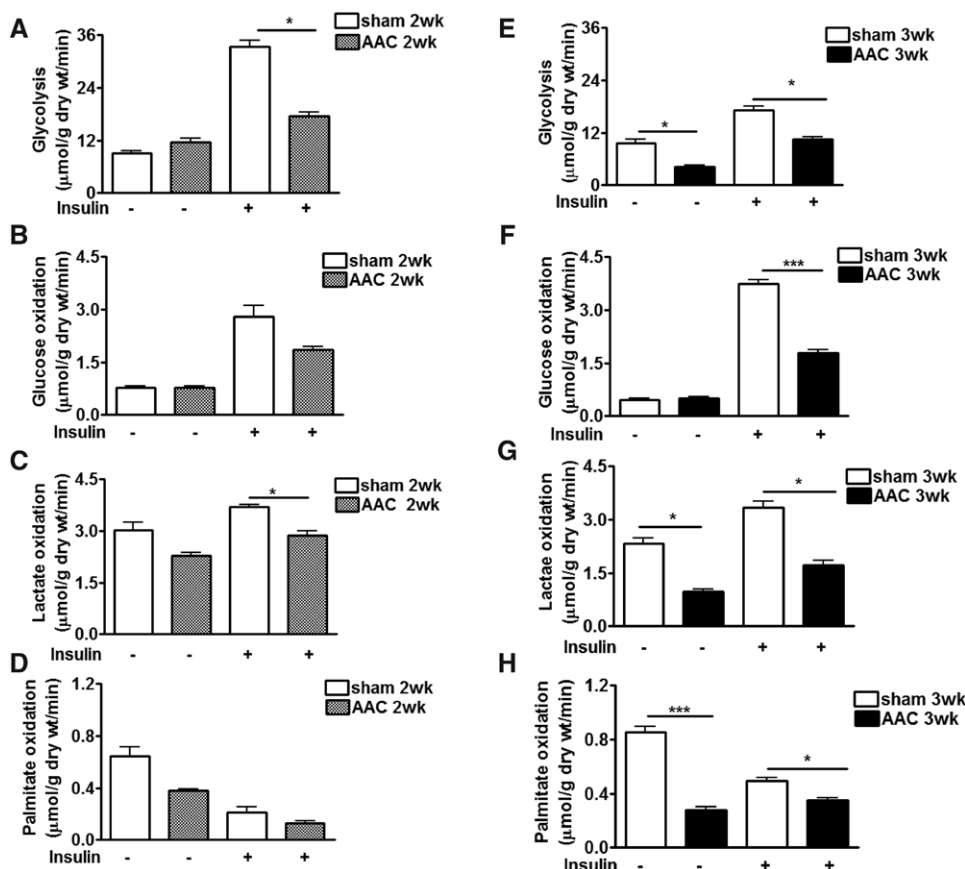 A
Glycolysis
(μmol/g dry wt/min)
36
24
12
0
sham 2wk
AAC 2wk
*
Insulin - - + +
B
Glucose oxidation
(μmol/g dry wt/min)
4.5
3.0
1.5
0.0
sham 2wk
AAC 2wk
Insulin - - + +
C
Lactate oxidation
(μmol/g dry wt/min)
4.5
3.0
1.5
0.0
sham 2wk
AAC 2wk
*
Insulin - - + +
D
Palmitate oxidation
(μmol/g dry wt/min)
1.2
0.8
0.4
0.0
sham 2wk
AAC 2wk
Insulin - - + +
E
Glycolysis
(μmol/g dry wt/min)
36
24
12
0
sham 3wk
AAC 3wk
*
*
Insulin - - + +
F
Glucose oxidation
(μmol/g dry wt/min)
4.5
3.0
1.5
0.0
sham 3wk
AAC 3wk
***
Insulin - - + +
G
Lactae oxidation
(μmol/g dry wt/min)
4.5
3.0
1.5
0.0
sham 3wk
AAC 3wk
*
*
Insulin - - + +
H
Palmitate oxidation
(μmol/g dry wt/min)
1.2
0.8
0.4
0.0
sham 3wk
AAC 3wk
***
*
Insulin - - + +